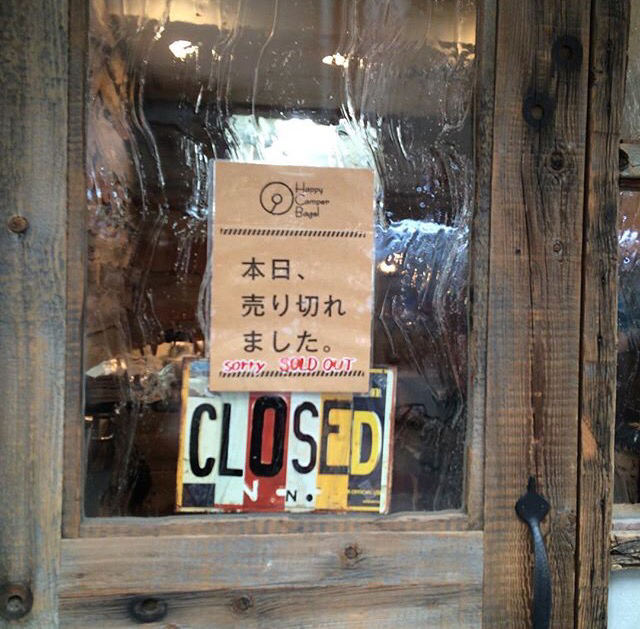 Happy
Camper
Bagel
本日、
売り切れ
ました。
sorry SOLD OUT
CLOSED
N N.